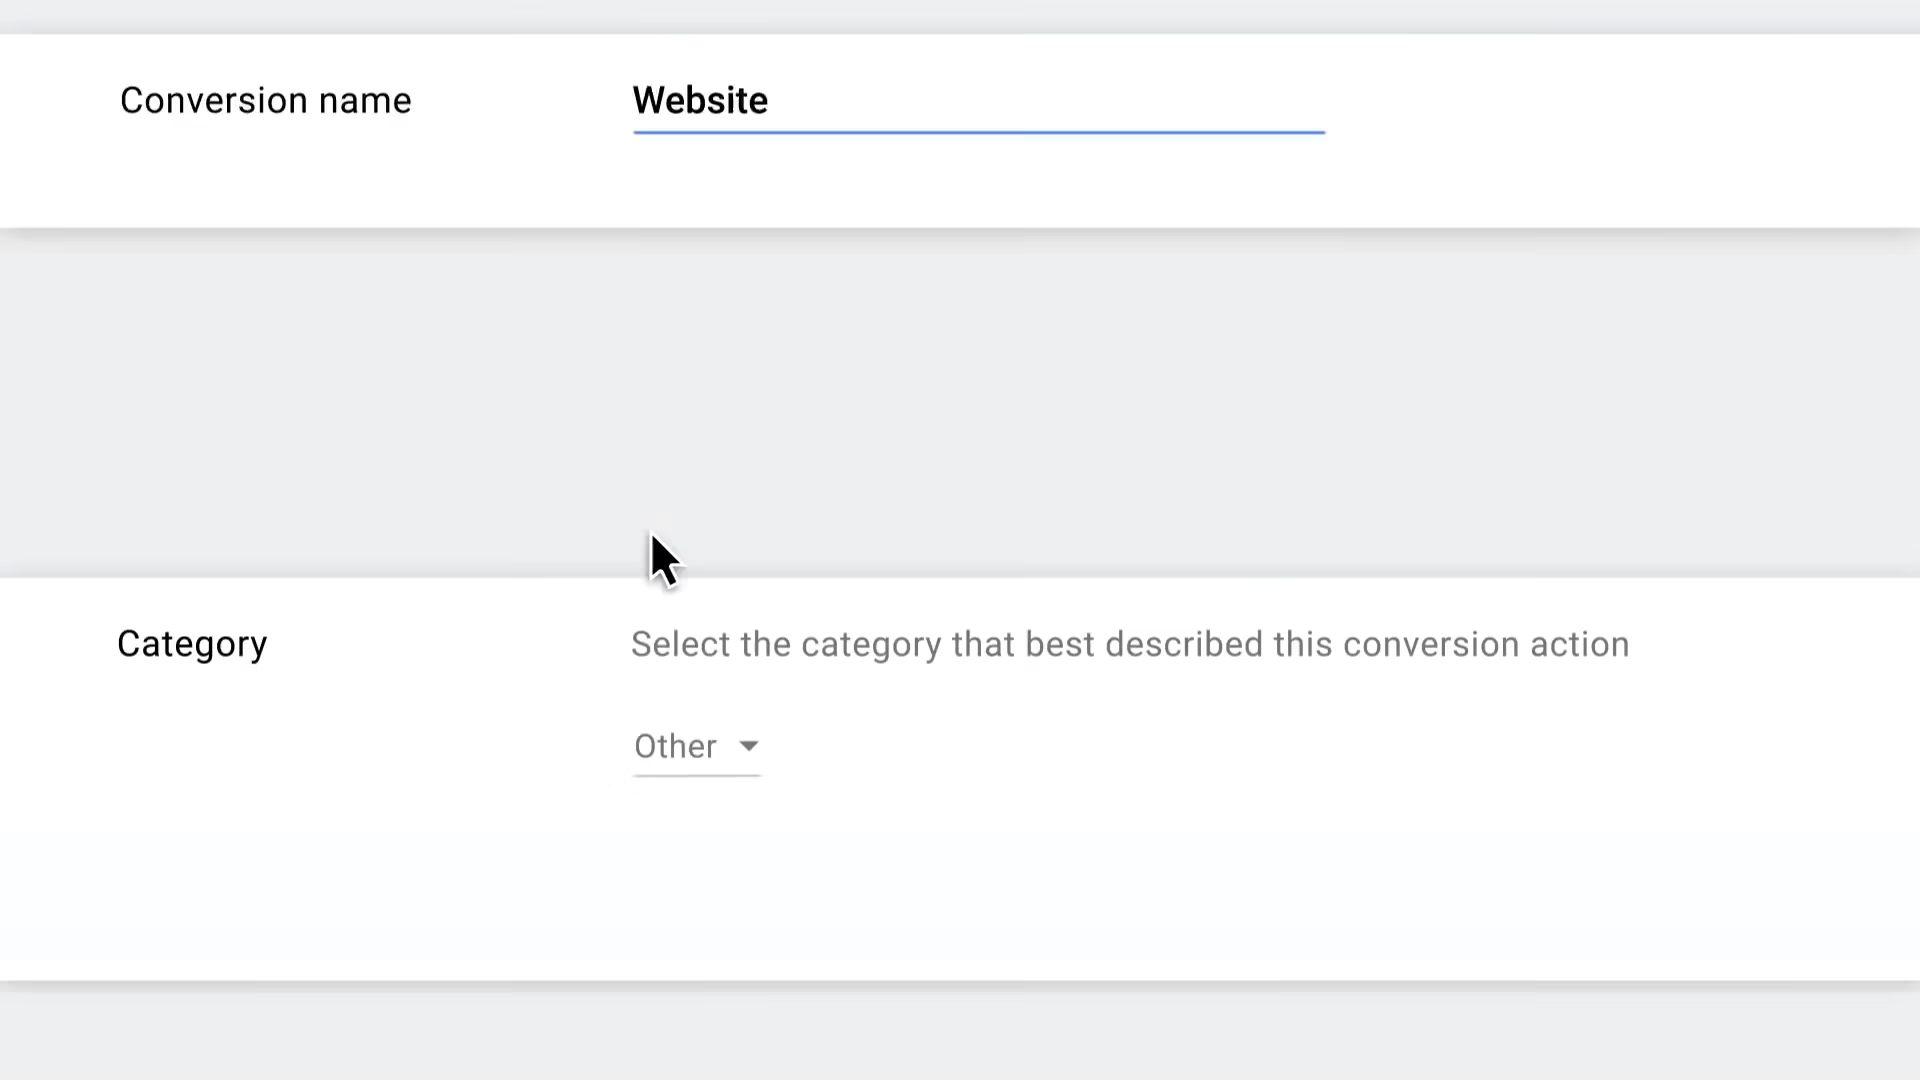 Conversion name
Website
Category
Select the category that best described this conversion action
Other